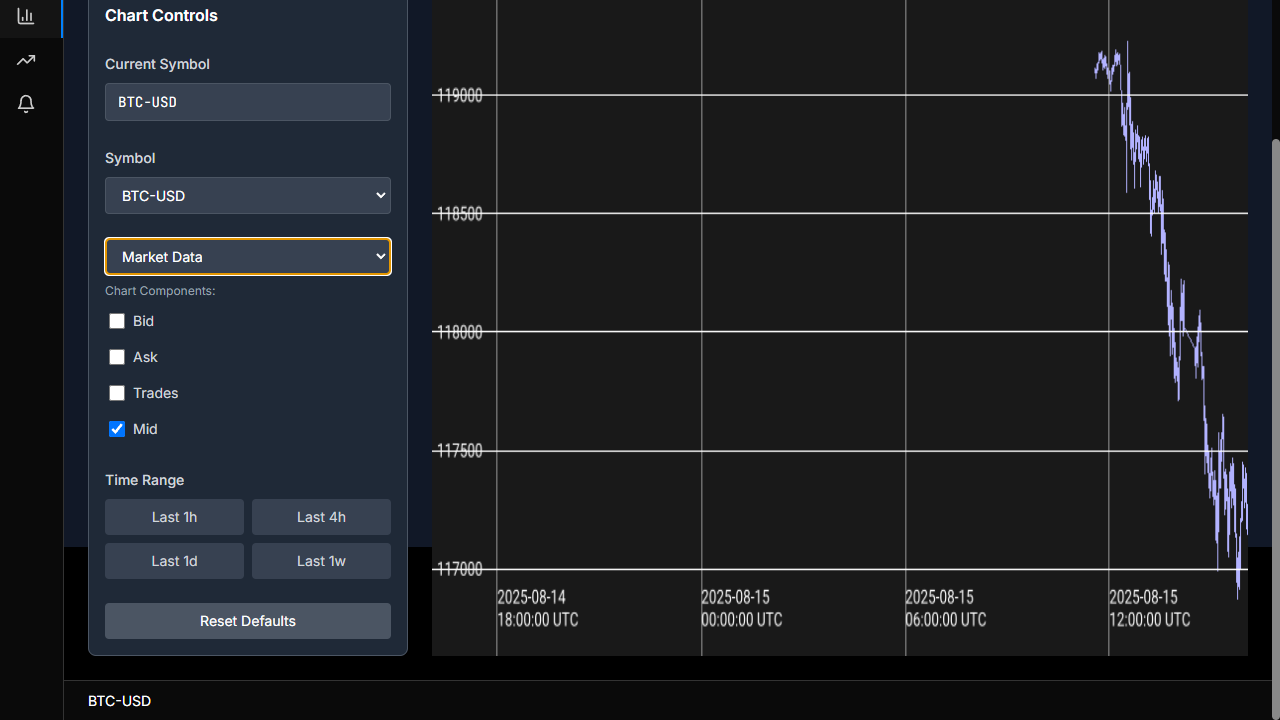 Chart Controls
Current Symbol
BTC-USD
Symbol
BTC-USD
Market Data
Chart Components:
Bid
Ask
Trades
Mid
Time Range
Last 1h
Last 4h
Last 1d
Last 1w
Reset Defaults
119000
118500
118000
117500
117000
2025-08-14
18:00:00 UTC
2025-08-15
00:00:00 UTC
2025-08-15
06:00:00 UTC
2025-08-15
12:00:00 UTC
BTC-USD